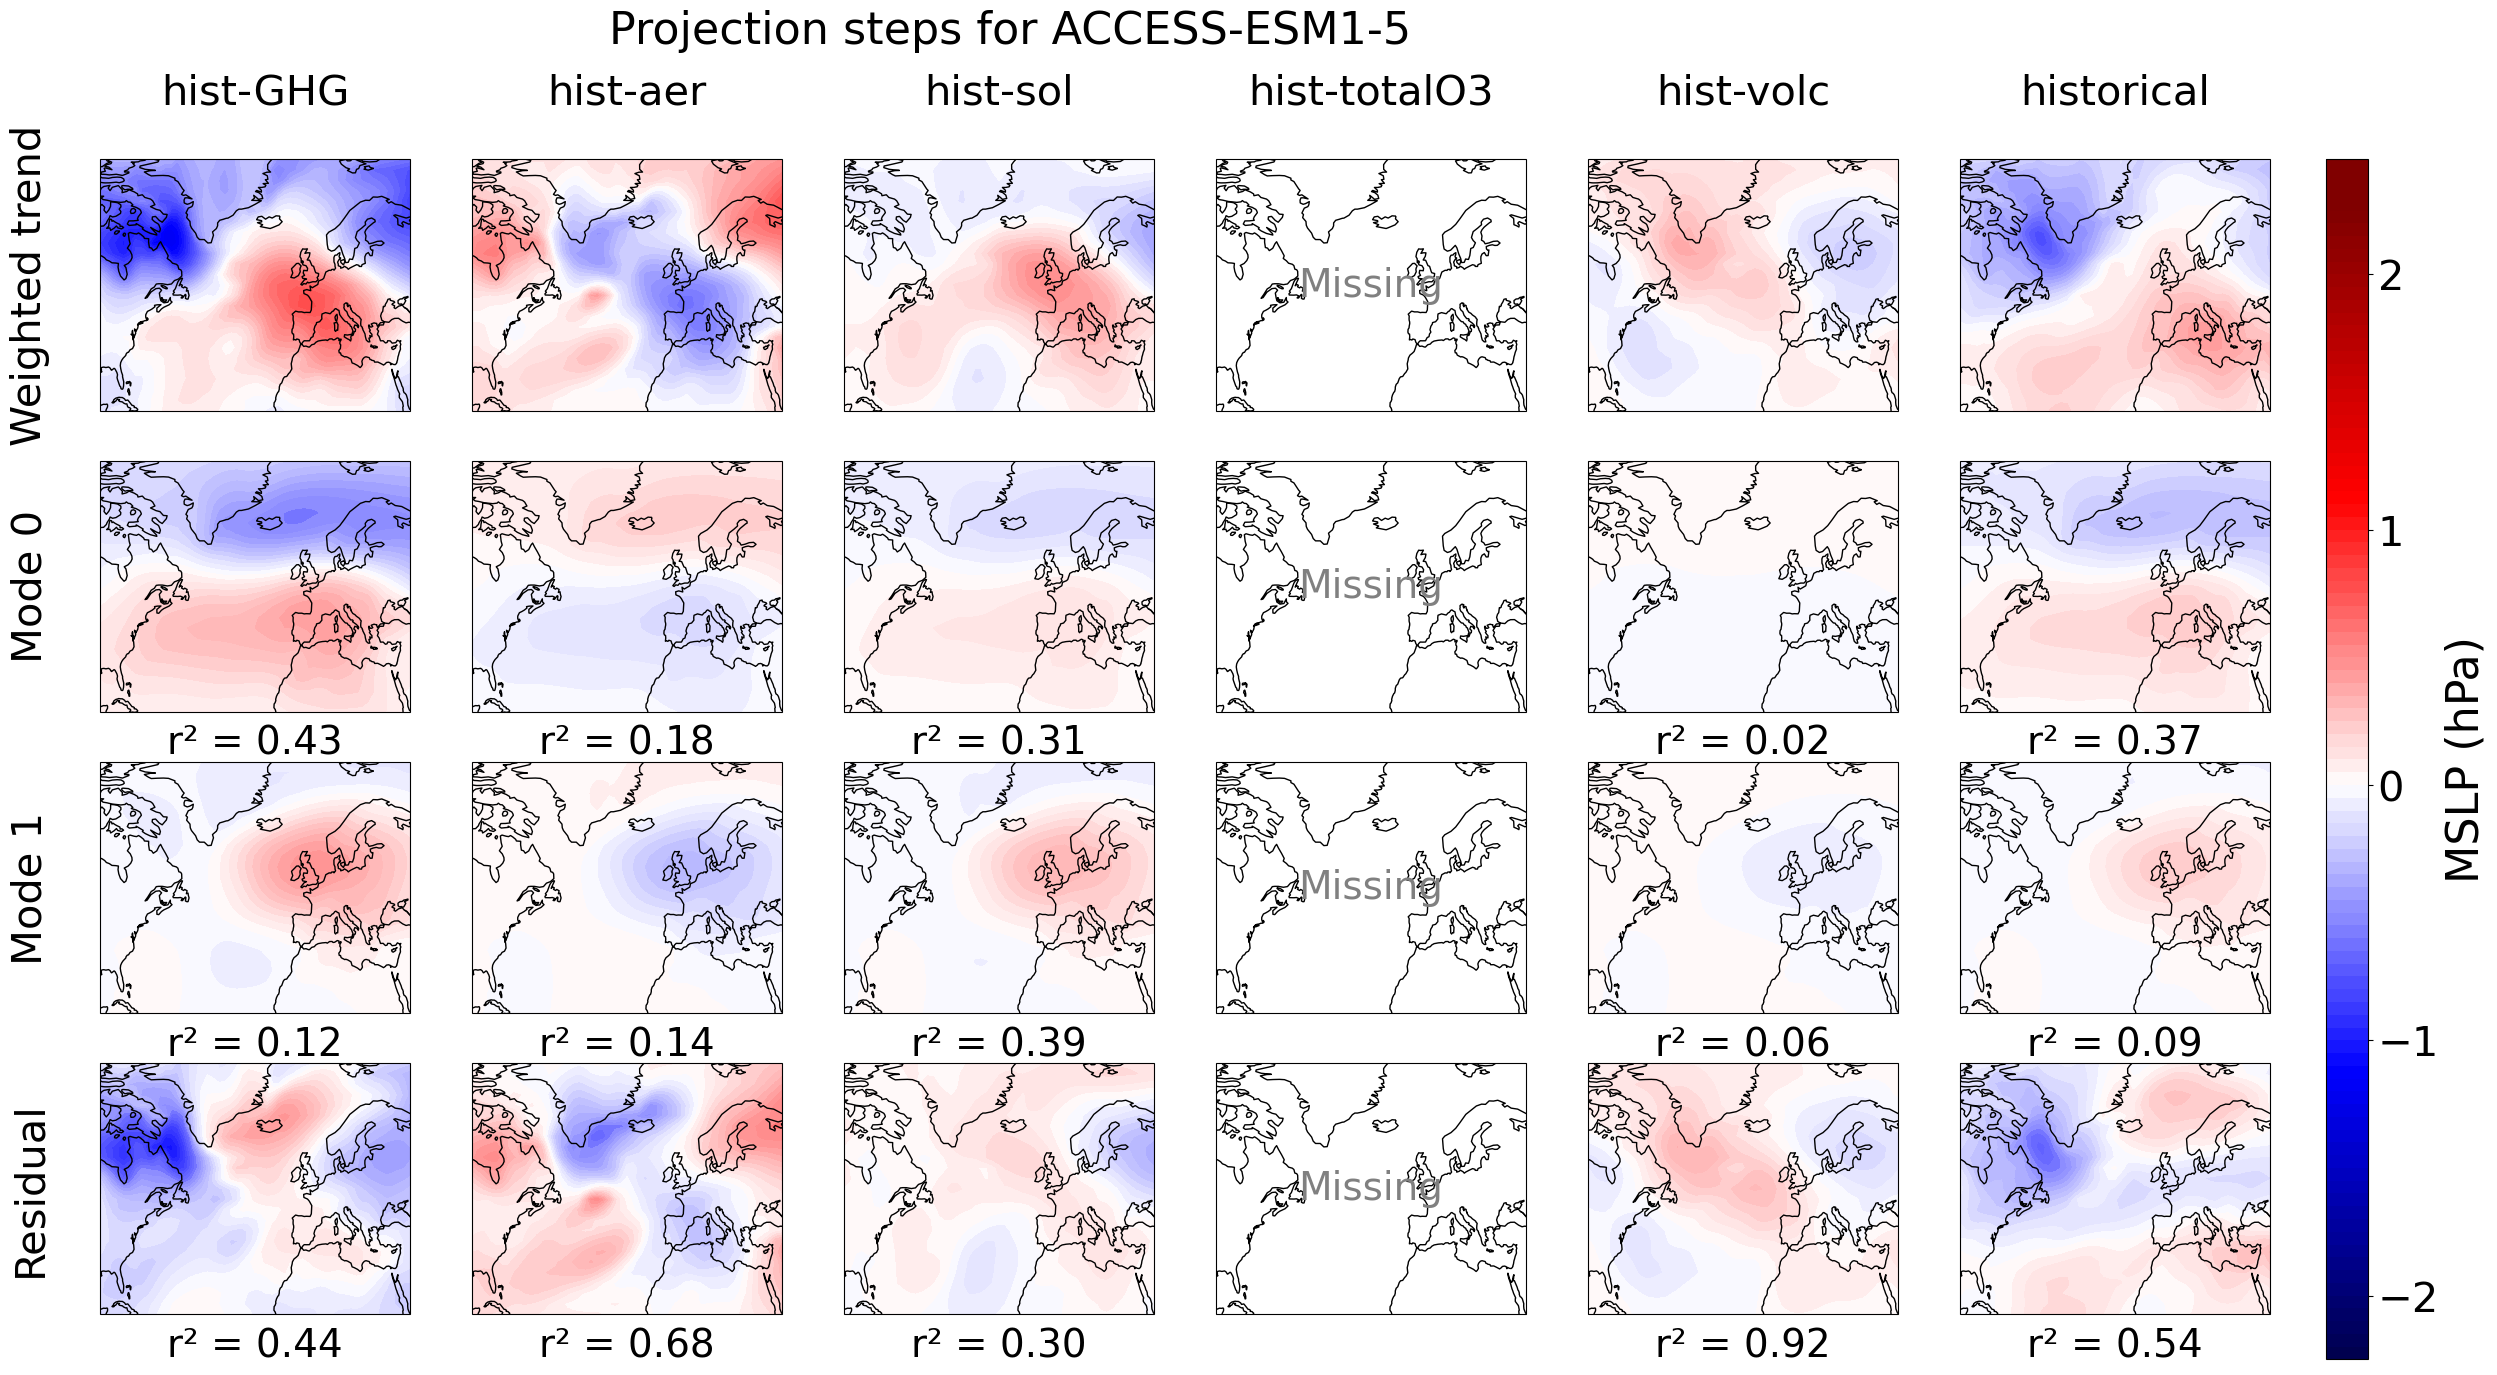 Projection steps for ACCESS-ESM1-5
hist-GHG hist-aer hist-sol hist-totalO3 hist-volc historical
Weighted trend
Missing
Mode 0
Missing
r² = 0.43 r² = 0.18 r² = 0.31 r² = 0.02 r² = 0.37
Mode 1
Missing
r² = 0.12 r² = 0.14 r² = 0.39 r² = 0.06 r² = 0.09
Residual
Missing
r² = 0.44 r² = 0.68 r² = 0.30 r² = 0.92 r² = 0.54
2
1
0
−1
−2
MSLP (hPa)